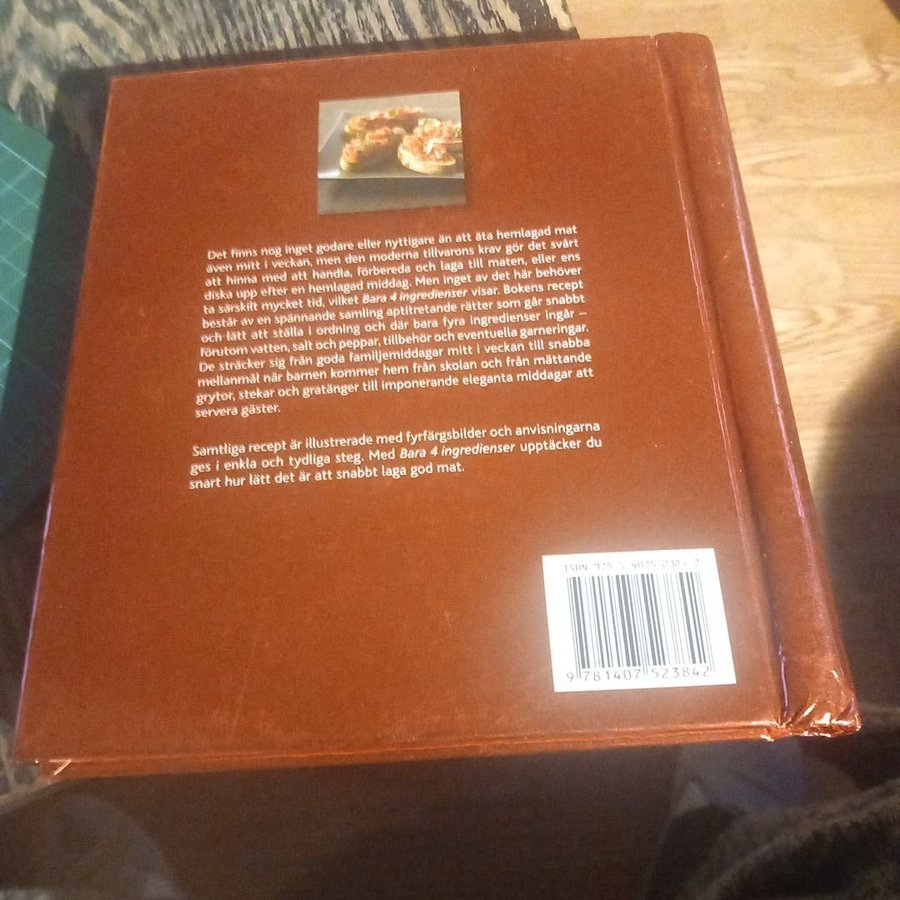 Det finns nog inget godare eller nyttigare än att äta hemlagad mat
även mitt i veckan, men den moderna tillvarons krav gör det svårt
att hinna med att handla, förbereda och laga till maten, eller ens
diska upp efter en hemlagad middag. Men inget av det här behöver
ta särskilt mycket tid, vilket Bara 4 ingredienser visar. Bokens recept
består av en spännande samling aptitretande rätter som går snabbt
och lätt att ställa i ordning och där bara fyra ingredienser ingår –
förutom vatten, salt och peppar, tillbehör och eventuella garneringar.
De sträcker sig från goda familjemiddagar mitt i veckan till snabba
mellanmål när barnen kommer hem från skolan och från mättande
grytor, stekar och gratänger till imponerande eleganta middagar att
servera gäster.
Samtliga recept är illustrerade med fyrfärgsbilder och anvisningarna
ges i enkla och tydliga steg. Med Bara 4 ingredienser upptäcker du
snart hur lätt det är att snabbt laga god mat.
ISBN
9 781407 523842